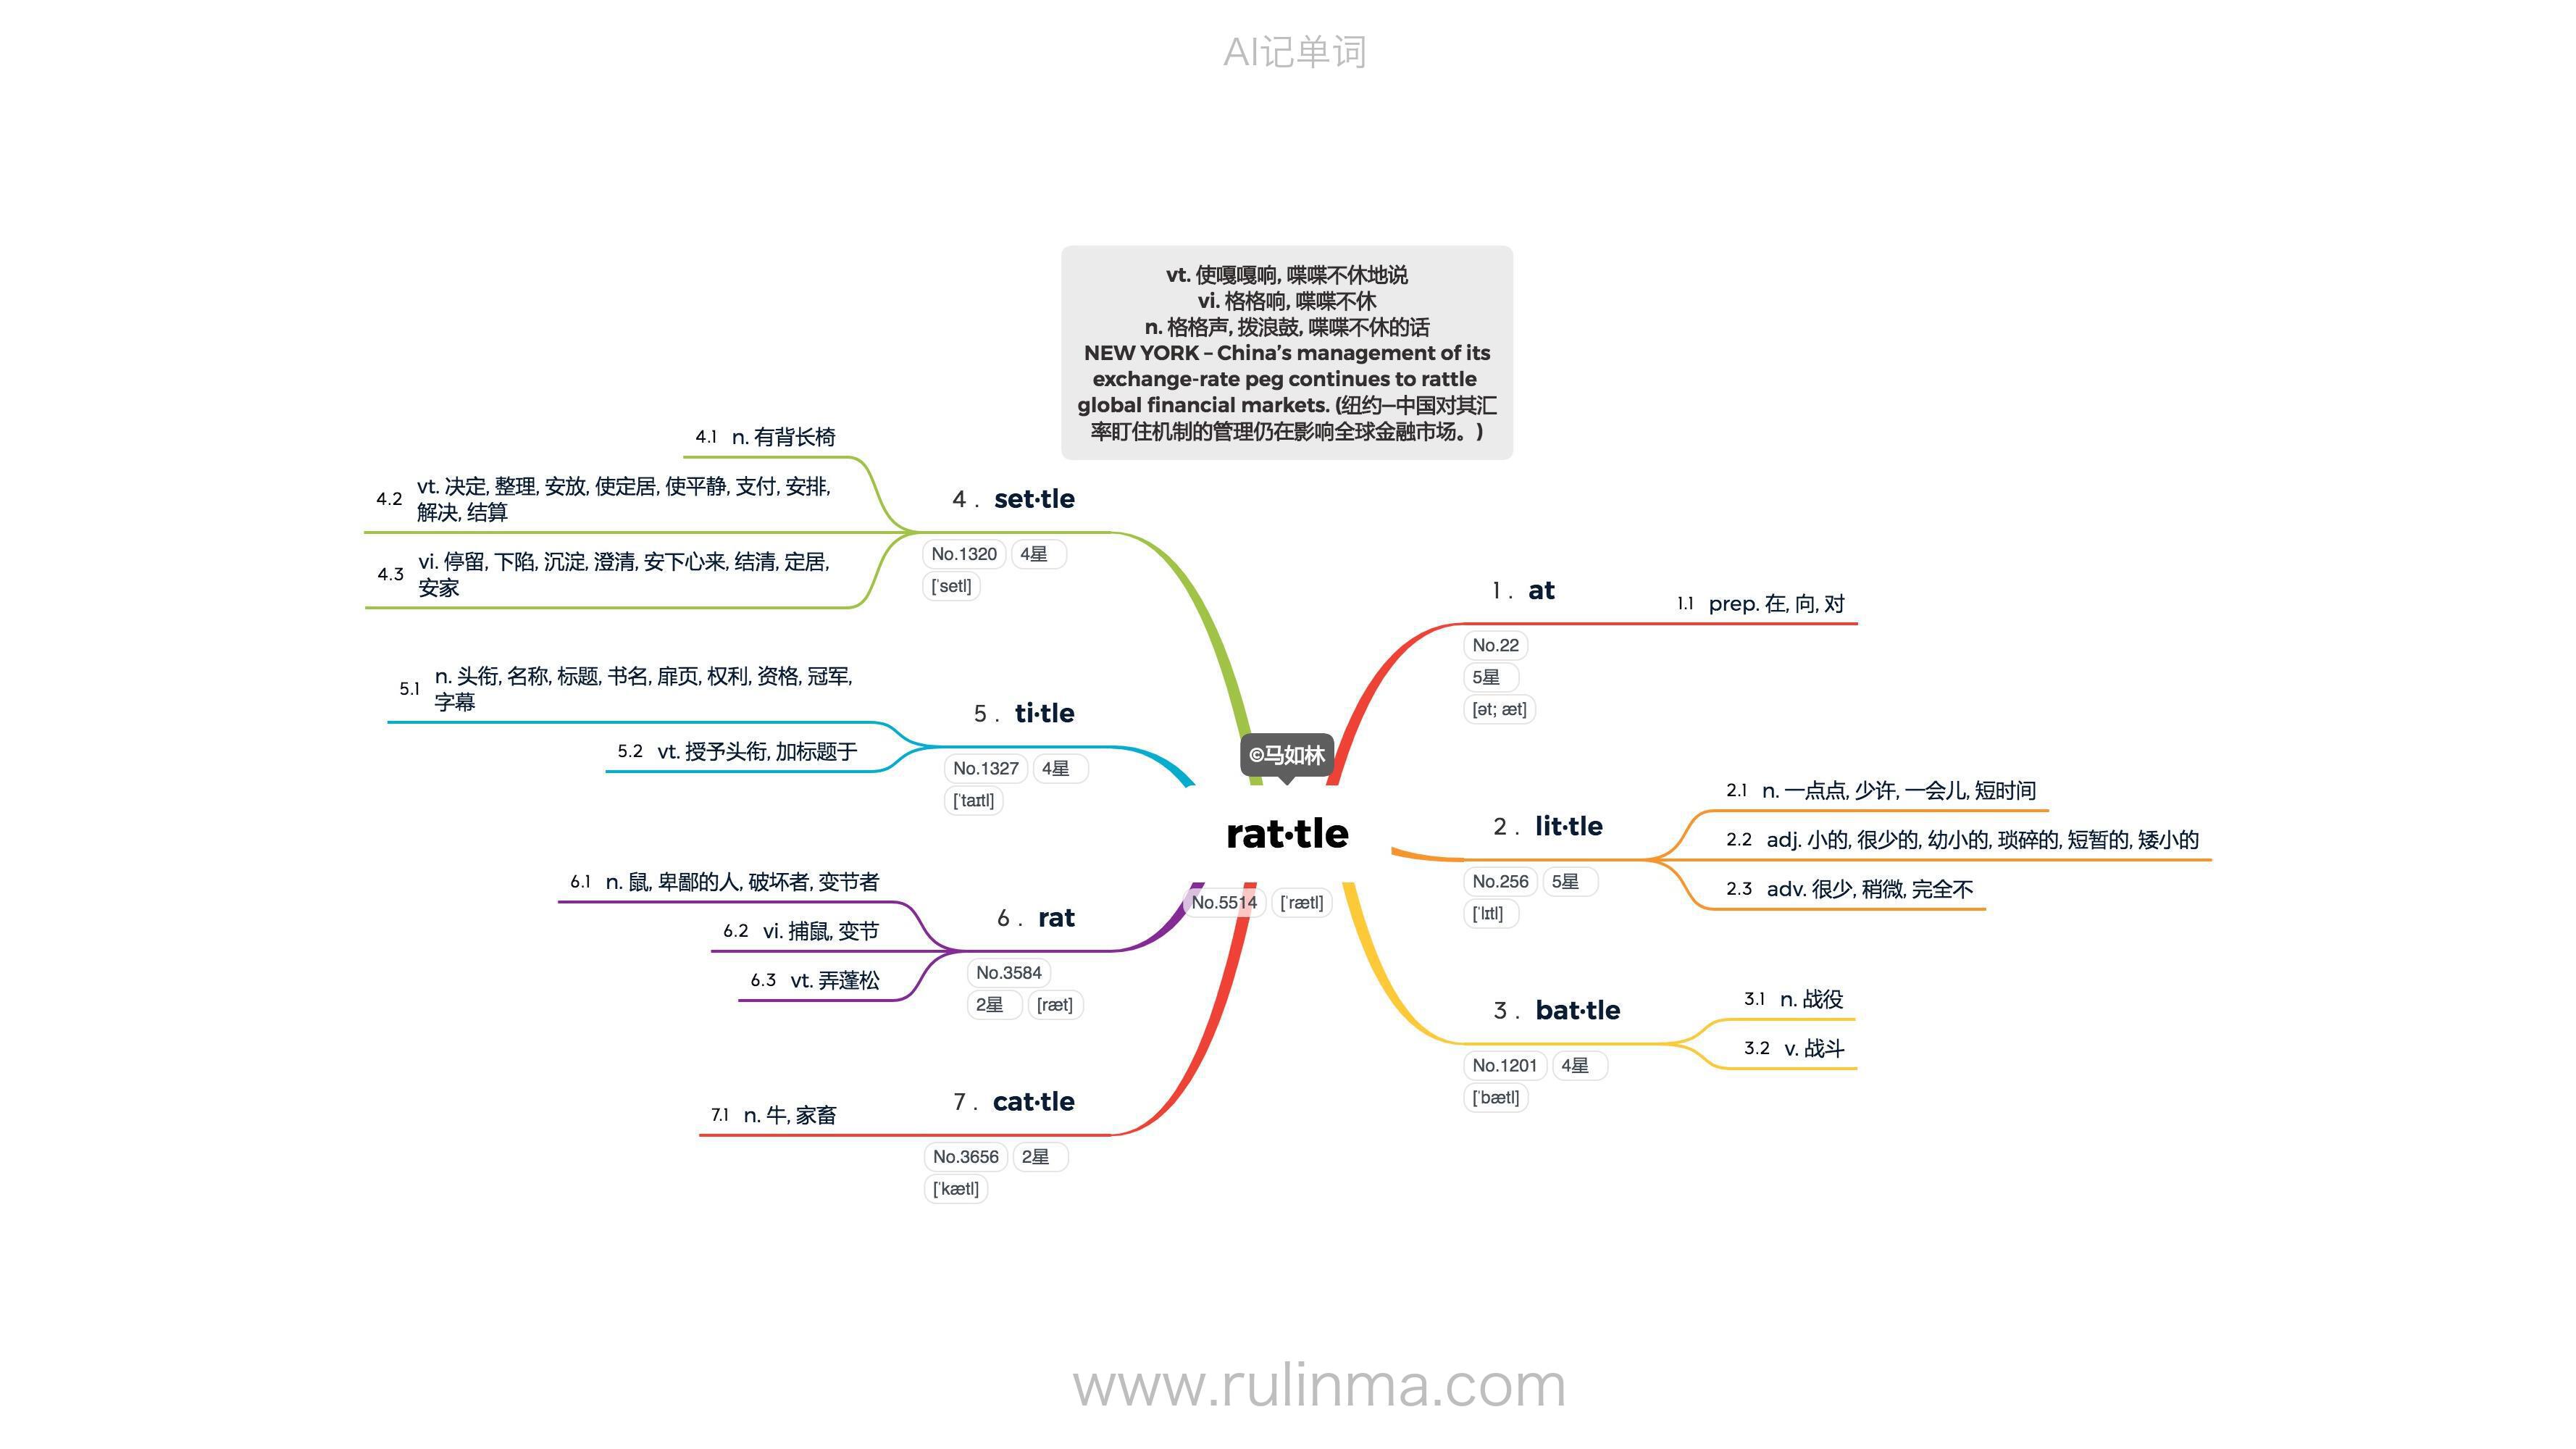 AI记单词
vt. 使嘎嘎响, 喋喋不休地说
vi. 格格响, 喋喋不休
n. 格格声, 拨浪鼓, 喋喋不休的话
NEW YORK – China’s management of its
exchange-rate peg continues to rattle
global financial markets. (纽约—中国对其汇
率盯住机制的管理仍在影响全球金融市场。)
©马如林
rat·tle
No.5514 [ˈrætl]
1. at
No.22
5星
[ət; æt]
1.1 prep. 在, 向, 对
2. lit·tle
No.256 5星
[ˈlɪtl]
2.1 n. 一点点, 少许, 一会儿, 短时间
2.2 adj. 小的, 很少的, 幼小的, 琐碎的, 短暂的, 矮小的
2.3 adv. 很少, 稍微, 完全不
3. bat·tle
No.1201 4星
[ˈbætl]
3.1 n. 战役
3.2 v. 战斗
4. set·tle
No.1320 4星
[ˈsetl]
4.1 n. 有背长椅
4.2 vt. 决定, 整理, 安放, 使定居, 使平静, 支付, 安排,
解决, 结算
4.3 vi. 停留, 下陷, 沉淀, 澄清, 安下心来, 结清, 定居,
安家
5. ti·tle
No.1327 4星
[ˈtaɪtl]
5.1 n. 头衔, 名称, 标题, 书名, 扉页, 权利, 资格, 冠军,
字幕
5.2 vt. 授予头衔, 加标题于
6. rat
No.3584
2星 [ræt]
6.1 n. 鼠, 卑鄙的人, 破坏者, 变节者
6.2 vi. 捕鼠, 变节
6.3 vt. 弄蓬松
7. cat·tle
No.3656 2星
[ˈkætl]
7.1 n. 牛, 家畜
www.rulinma.com